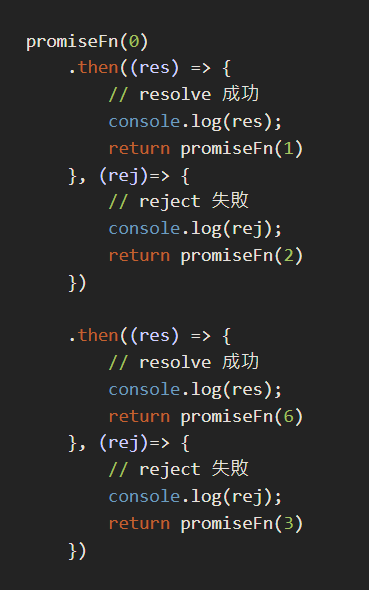 promiseFn(0)
    .then((res) => {
        // resolve 成功
        console.log(res);
        return promiseFn(1)
    }, (rej)=> {
        // reject 失敗
        console.log(rej);
        return promiseFn(2)
    })

    .then((res) => {
        // resolve 成功
        console.log(res);
        return promiseFn(6)
    }, (rej)=> {
        // reject 失敗
        console.log(rej);
        return promiseFn(3)
    })